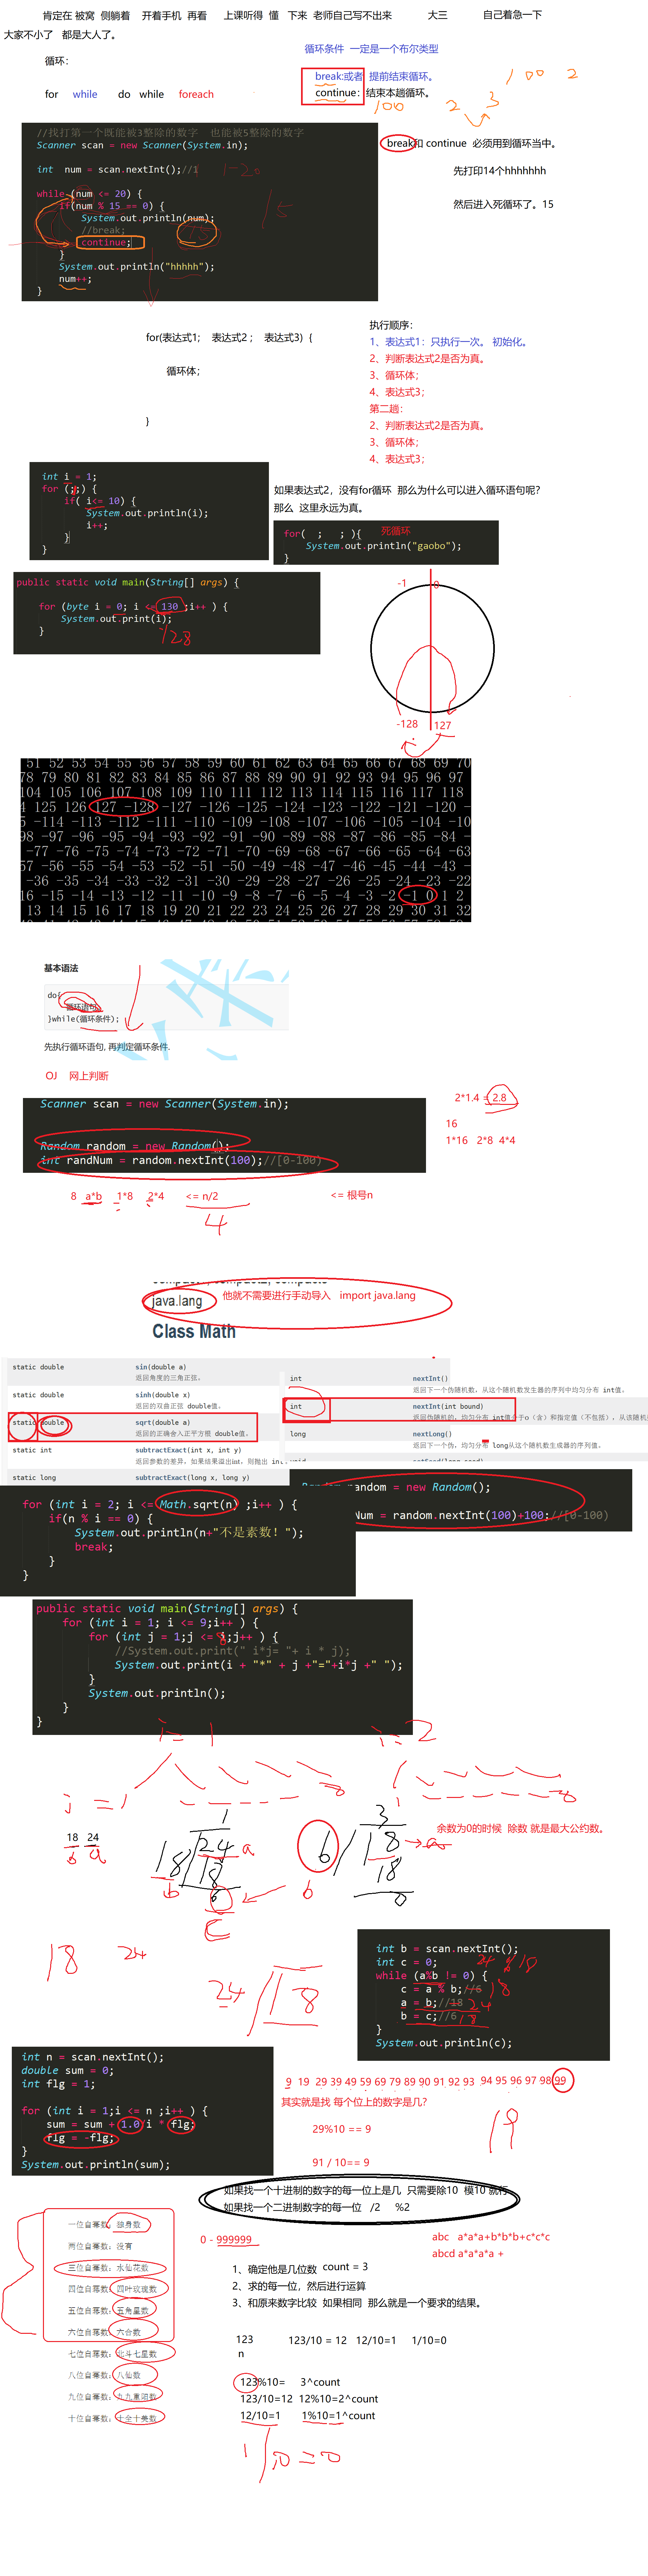 肯定在 被窝 侧躺着 开着手机 再看 上课听得 懂 下来 老师自己写不出来 大三 自己着急一下
大家不小了 都是大人了。
循环条件 一定是一个布尔类型
循环:
break:或者 提前结束循环。
for while do while foreach
continue: 结束本趟循环。
100 2
100 2 3
//找打第一个既能被3整除的数字 也能被5整除的数字
Scanner scan = new Scanner(System.in);
int num = scan.nextInt();//1
1-20
while (num <= 20) {
if(num % 15 == 0) {
System.out.println(num);
//break;
continue;
}
System.out.println("hhhhh");
num++;
}
15
15
break和 continue 必须用到循环当中。
先打印14个hhhhhhh
然后进入死循环了。15
for(表达式1; 表达式2 ; 表达式3) {
循环体;
}
执行顺序:
1、表达式1: 只执行一次。 初始化。
2、判断表达式2是否为真。
3、循环体;
4、表达式3;
第二趟:
2、判断表达式2是否为真。
3、循环体;
4、表达式3;
int i = 1;
for (;;) {
if( i<= 10) {
System.out.println(i);
i++;
}
}
如果表达式2, 没有for循环 那么为什么可以进入循环语句呢?
那么 这里永远为真。
for( ; ; ){ 死循环
System.out.println("gaobo");
}
public static void main(String[] args) {
for (byte i = 0; i <= 130 ;i++ ) {
System.out.print(i);
}
128
-1 0
-128 127
51 52 53 54 55 56 57 58 59 60 61 62 63 64 65 66 67 68 69 70
78 79 80 81 82 83 84 85 86 87 88 89 90 91 92 93 94 95 96 97
104 105 106 107 108 109 110 111 112 113 114 115 116 117 118
4 125 126 127 -128 -127 -126 -125 -124 -123 -122 -121 -120 -
5 -114 -113 -112 -111 -110 -109 -108 -107 -106 -105 -104 -10
98 -97 -96 -95 -94 -93 -92 -91 -90 -89 -88 -87 -86 -85 -84 -
-77 -76 -75 -74 -73 -72 -71 -70 -69 -68 -67 -66 -65 -64 -63
57 -56 -55 -54 -53 -52 -51 -50 -49 -48 -47 -46 -45 -44 -43 -
-36 -35 -34 -33 -32 -31 -30 -29 -28 -27 -26 -25 -24 -23 -22
16 -15 -14 -13 -12 -11 -10 -9 -8 -7 -6 -5 -4 -3 -2 -1 0 1 2
13 14 15 16 17 18 19 20 21 22 23 24 25 26 27 28 29 30 31 32
基本语法
do{
循环语句;
}while(循环条件);
先执行循环语句, 再判定循环条件.
OJ 网上判断
Scanner scan = new Scanner(System.in);
Random random = new Random();
int randNum = random.nextInt(100);//[0-100)
2*1.4 = 2.8
16
1*16 2*8 4*4
8 a*b 1*8 2*4 <= n/2 <= 根号n
4
java.lang 他就不需要进行手动导入 import java.lang
Class Math
static double sin(double a)
返回角度的三角正弦。
static double sinh(double x)
返回的双曲正弦 double值。
static double sqrt(double a)
返回的正确舍入正平方根 double值。
static int subtractExact(int x, int y)
返回参数的差异,如果结果溢出int,则抛出 int
static long subtractExact(long x, long y)
int nextInt()
返回下一个伪随机数,从这个随机数发生器的序列中均匀分布 int值。
int nextInt(int bound)
long nextLong()
返回下一个伪,均匀分布 long从这个随机数生成器的序列值。
for (int i = 2; i <= Math.sqrt(n) ;i++ ) {
if(n % i == 0) {
System.out.println(n+"不是素数! ");
break;
}
}
Random random = new Random();
Num = random.nextInt(100)+100;//[0-100)
public static void main(String[] args) {
for (int i = 1; i <= 9;i++ ) {
for (int j = 1;j <= i;j++ ) {
//System.out.print(" i*j= "+ i * j);
System.out.print(i + "*" + j +"="+i*j +" ");
}
System.out.println();
}
}
i = 1 i = 2
j = 1
18 24
b a
1
18 24 a
b 18
6
c
3
6 18 a
b 18
0
余数为0的时候 除数 就是最大公约数。
18 24
24 18
int b = scan.nextInt();
int c = 0;
while (a%b != 0) {
c = a % b;//6
a = b;//18
b = c;//6
}
System.out.println(c);
24 18
18
24
18
int n = scan.nextInt();
double sum = 0;
int flg = 1;
for (int i = 1;i <= n ;i++ ) {
sum = sum + 1.0/i * flg;
flg = -flg;
}
System.out.println(sum);
9 19 29 39 49 59 69 79 89 90 91 92 93 94 95 96 97 98 99
其实就是找 每个位上的数字是几?
19
29%10 == 9
91 / 10== 9
如果找一个十进制的数字的每一位上是几 只需要除10 模10 就行
如果找一个二进制数字的每一位 /2 %2
一位自幂数: 独身数
两位自幂数: 没有
三位自幂数: 水仙花数
四位自幂数: 四叶玫瑰数
五位自幂数: 五角星数
六位自幂数: 六合数
七位自幂数: 北斗七星数
八位自幂数: 八仙数
九位自幂数: 九九重阳数
十位自幂数: 十全十美数
0 - 999999
abc a*a*a+b*b*b+c*c*c
abcd a*a*a*a +
1、确定他是几位数 count = 3
2、求的每一位, 然后进行运算
3、和原来数字比较 如果相同 那么就是一个要求的结果。
123 123/10 = 12 12/10=1 1/10=0
n
123%10= 3^count
123/10=12 12%10=2^count
12/10=1 1%10=1^count
1/10=0